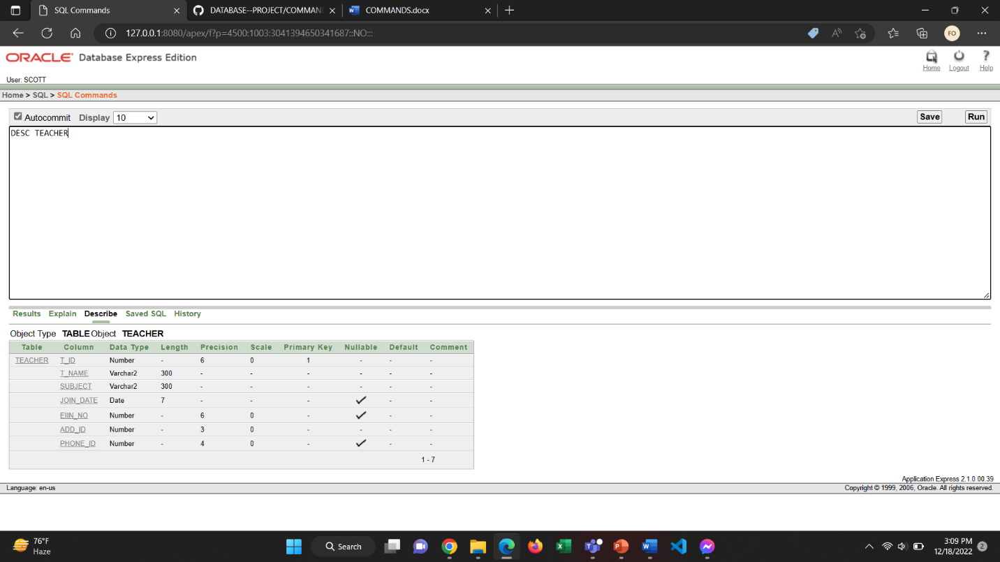 SQL Commands
DATABASE--PROJECT/COMMAN
COMMANDS.docx
127.0.0.1:8080/apex/f?p=4500:1003:3041394650341687::NO:::
FO
ORACLE Database Express Edition
Home Logout Help
User: SCOTT
Home > SQL > SQL Commands
Autocommit Display 10 Save Run
DESC TEACHER
Results Explain Describe Saved SQL History
Object Type TABLE Object TEACHER
Table Column Data Type Length Precision Scale Primary Key Nullable Default Comment
TEACHER T_ID Number - 6 0 1 - - -
T_NAME Varchar2 300 - - - - - -
SUBJECT Varchar2 300 - - - - - -
JOIN_DATE Date 7 - - - ✓ - -
EIIN_NO Number - 6 0 - ✓ - -
ADD_ID Number - 3 0 - - - -
PHONE_ID Number - 4 0 - ✓ - -
1 - 7
Application Express 2.1.0.00.39
Language: en-us Copyright © 1999, 2006, Oracle. All rights reserved.
76°F
Haze
Search
3:09 PM
12/18/2022
2